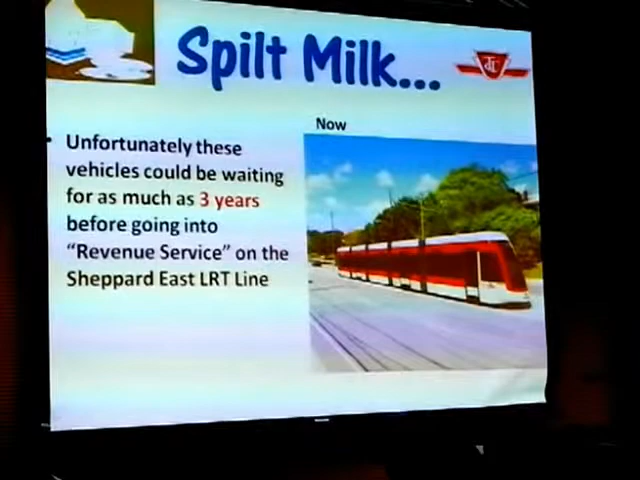 Spilt Milk...
TTC
Now
Unfortunately these
vehicles could be waiting
for as much as 3 years
before going into
“Revenue Service” on the
Sheppard East LRT Line